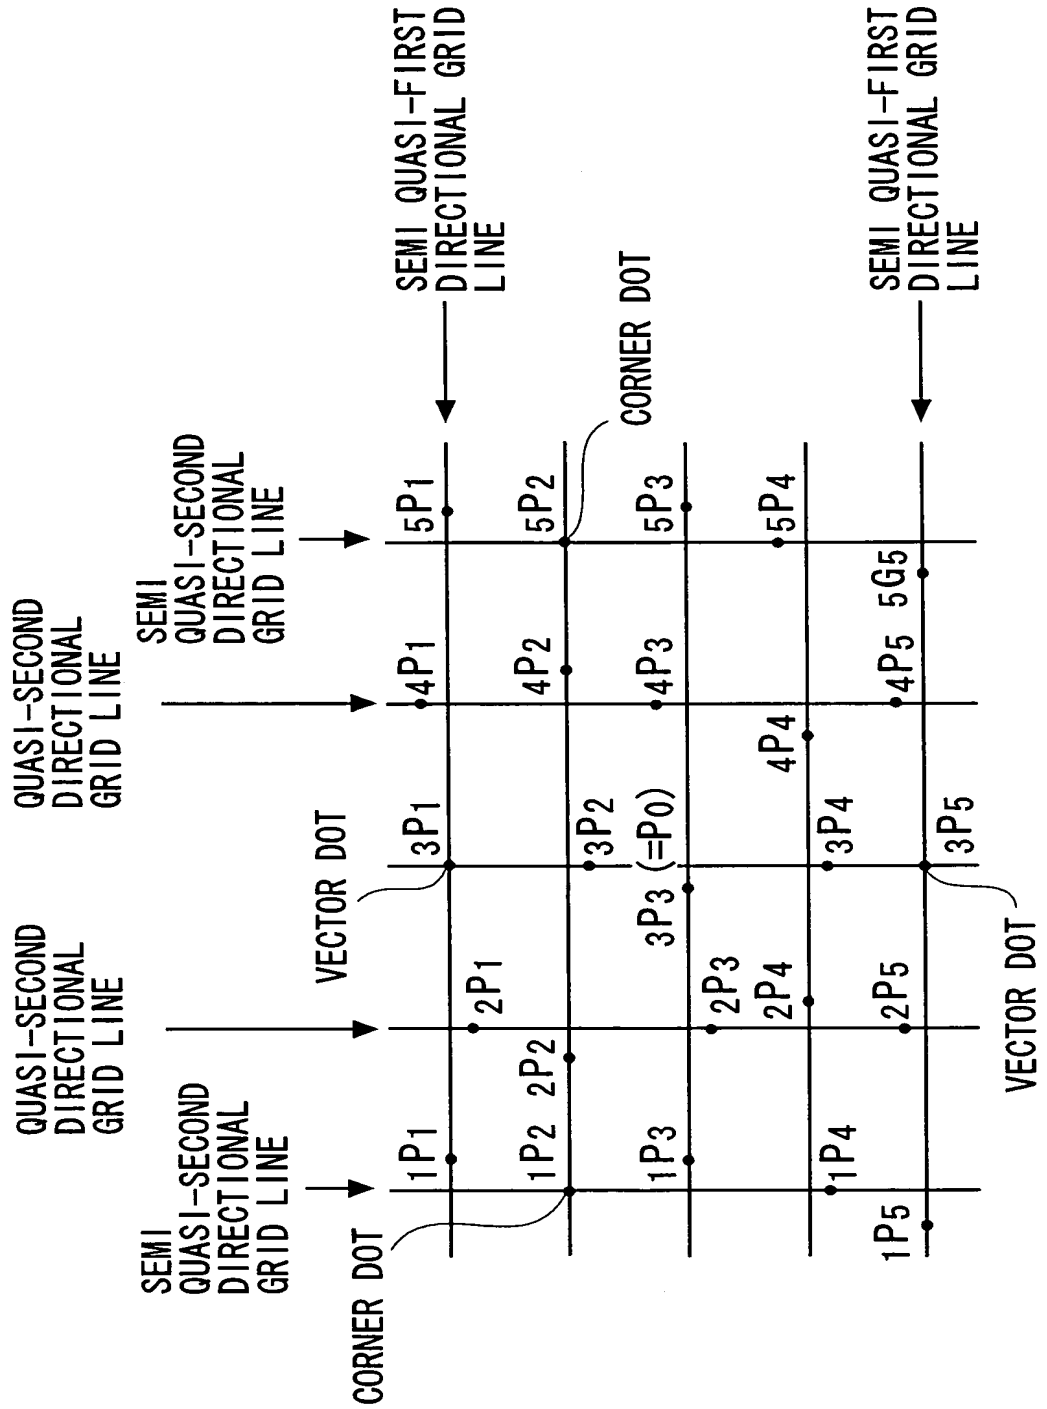 QUASI-SECOND
DIRECTIONAL
GRID LINE
QUASI-SECOND
DIRECTIONAL
GRID LINE
SEMI
QUASI-SECOND
DIRECTIONAL
GRID LINE
SEMI
QUASI-SECOND
DIRECTIONAL
GRID LINE
VECTOR DOT
CORNER DOT
SEMI QUASI-FIRST
DIRECTIONAL GRID
LINE
1P1
2P1
3P1
4P1
5P1
1P2
2P2
3P2
4P2
5P2
CORNER DOT
1P3
2P3
3P3
(=P0)
4P3
5P3
1P4
2P4
3P4
4P4
5P4
1P5
2P5
3P5
4P5
5G5
SEMI QUASI-FIRST
DIRECTIONAL GRID
LINE
VECTOR DOT